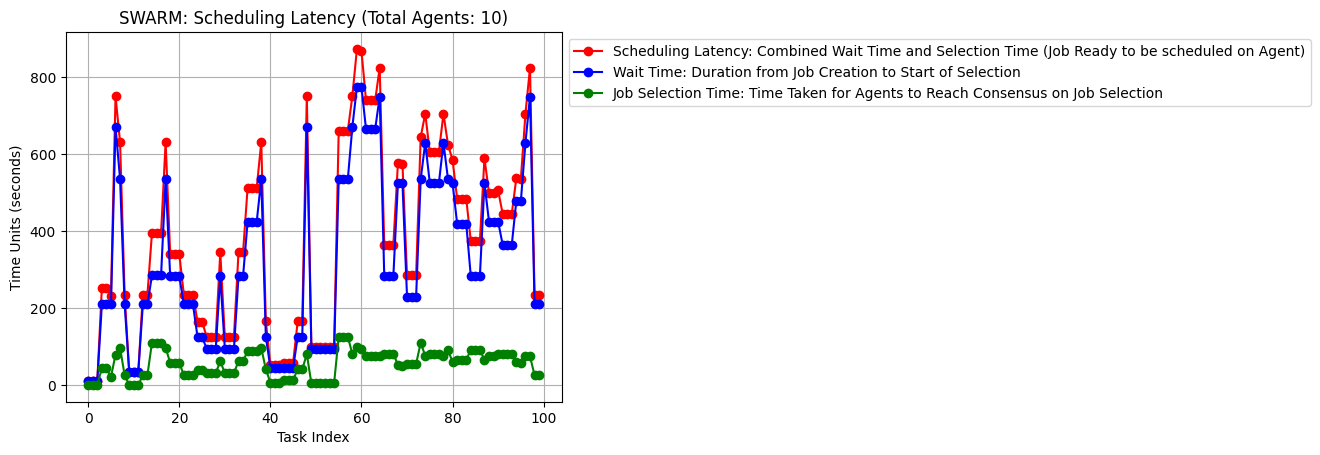 SWARM: Scheduling Latency (Total Agents: 10)
Scheduling Latency: Combined Wait Time and Selection Time (Job Ready to be scheduled on Agent)
Wait Time: Duration from Job Creation to Start of Selection
Job Selection Time: Time Taken for Agents to Reach Consensus on Job Selection
Time Units (seconds)
800
600
400
200
0
0 20 40 60 80 100
Task Index